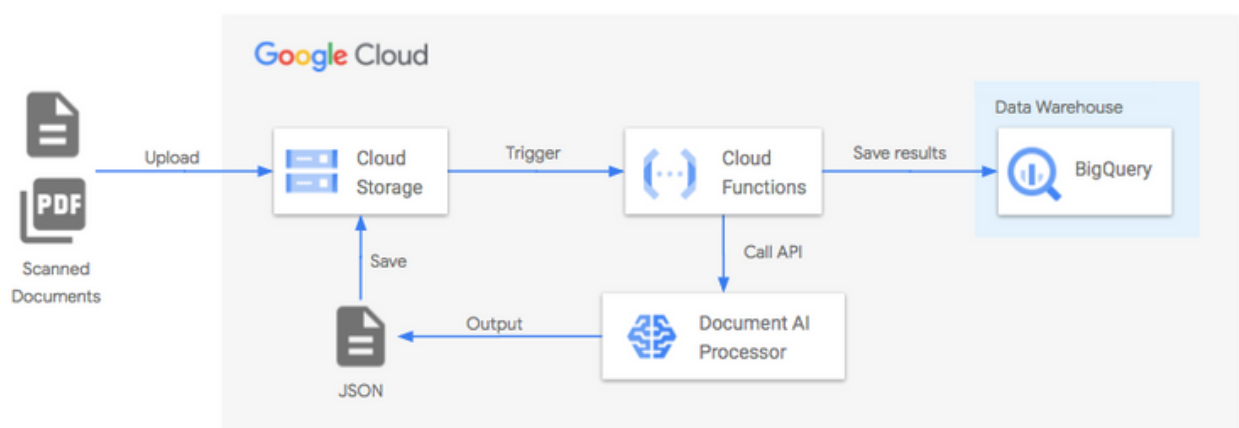 Google Cloud
Data Warehouse
Upload
Cloud
Storage
Trigger
Cloud
Functions
Save results
BigQuery
PDF
Scanned
Documents
Save
Call API
Output
Document AI
Processor
JSON